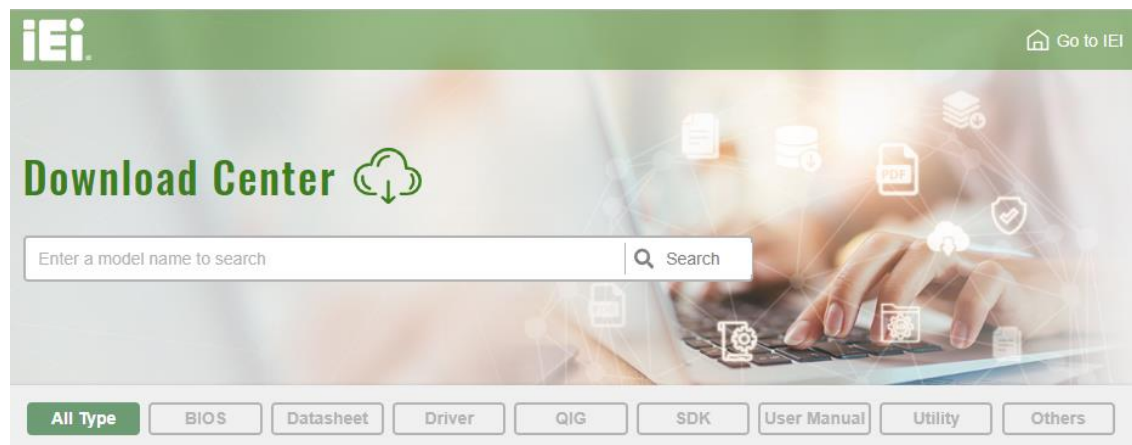 iEi.
Go to IEI
Download Center
Enter a model name to search
Search
PDF
PDF
All Type BIOS Datasheet Driver QIG SDK User Manual Utility Others